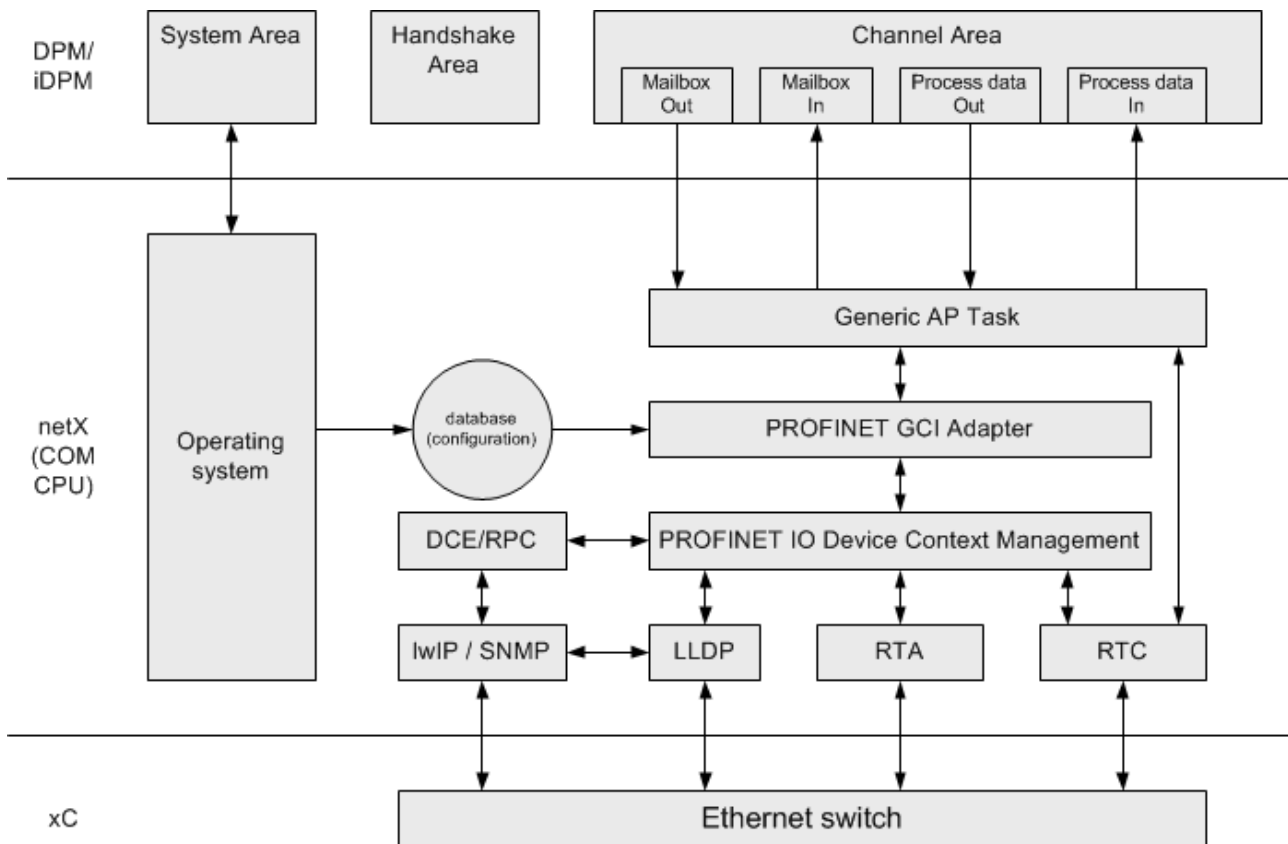 DPM/
iDPM
System Area
Handshake
Area
Channel Area
Mailbox
Out
Mailbox
In
Process data
Out
Process data
In
Generic AP Task
netX
(COM
CPU)
Operating
system
database
(configuration)
PROFINET GCI Adapter
DCE/RPC
PROFINET IO Device Context Management
lwIP / SNMP
LLDP
RTA
RTC
xC
Ethernet switch